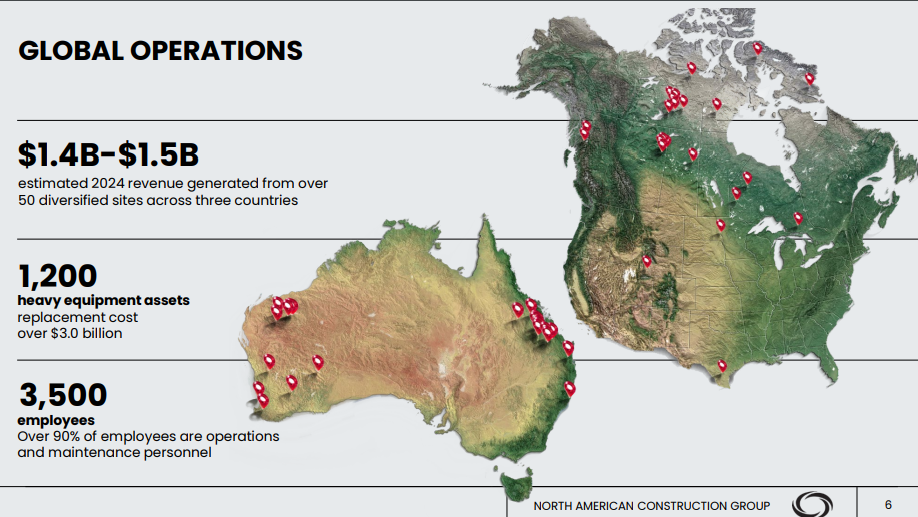 GLOBAL OPERATIONS
$1.4B-$1.5B
estimated 2024 revenue generated from over
50 diversified sites across three countries
1,200
heavy equipment assets
replacement cost
over $3.0 billion
3,500
employees
Over 90% of employees are operations
and maintenance personnel
NORTH AMERICAN CONSTRUCTION GROUP
6